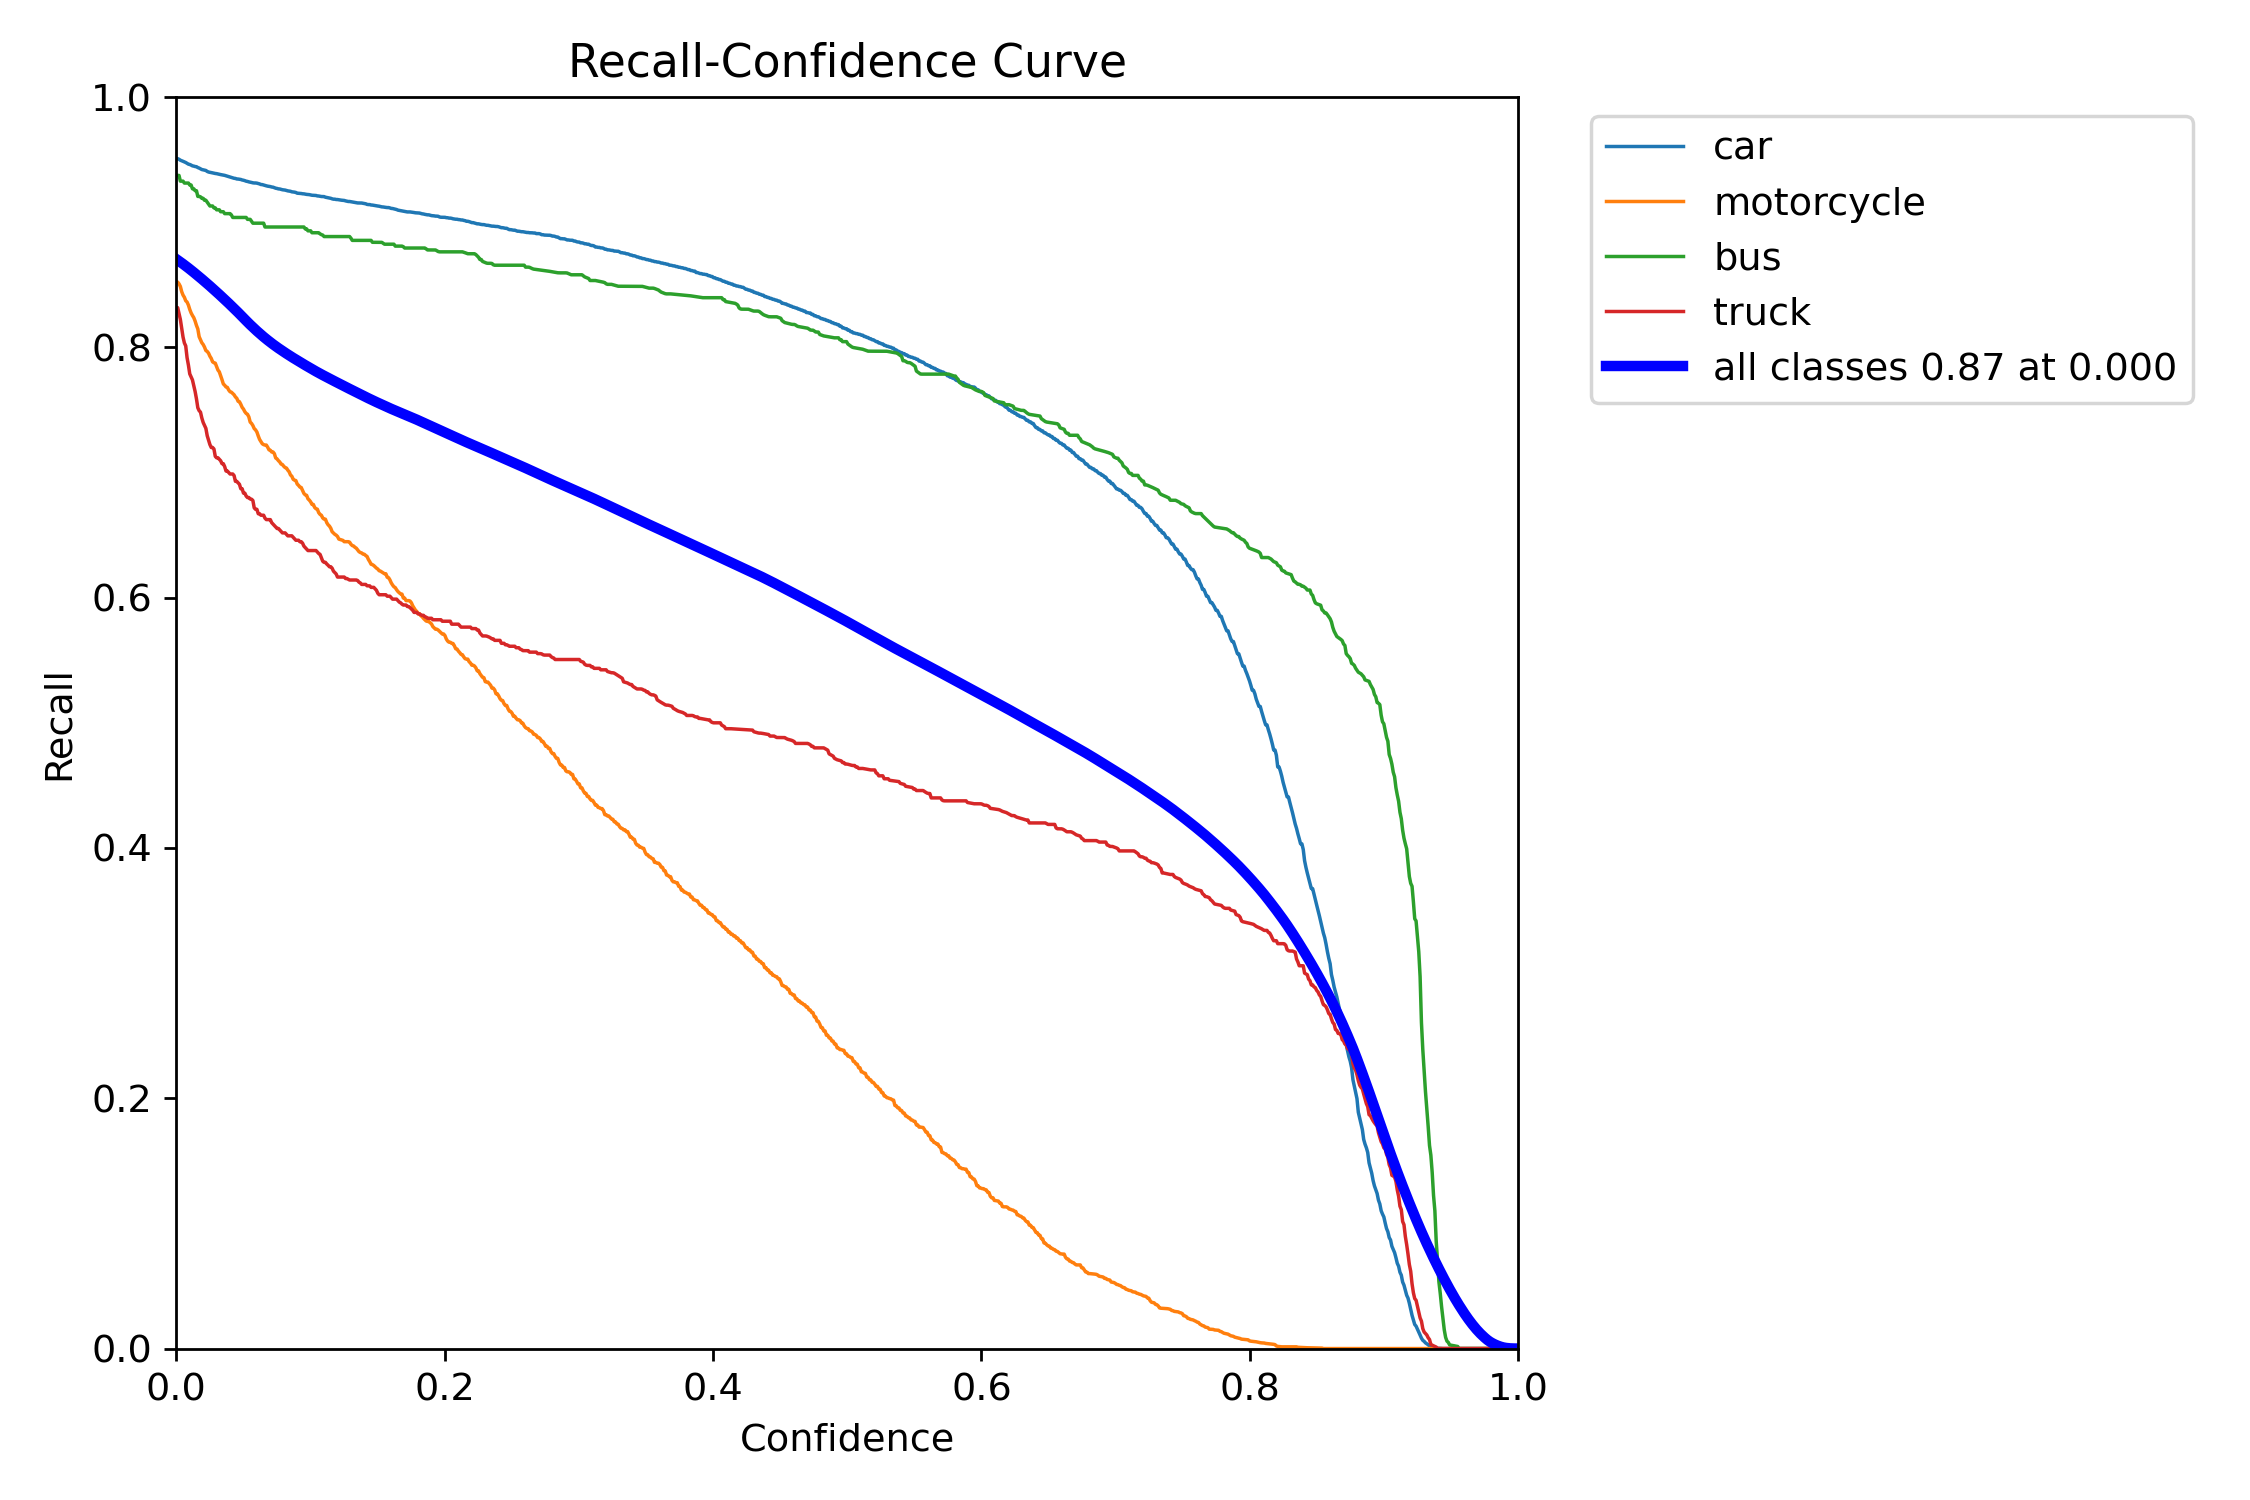 Recall-Confidence Curve
1.0
0.8
0.6
0.4
0.2
0.0
Recall
0.0 0.2 0.4 0.6 0.8 1.0
Confidence
car
motorcycle
bus
truck
all classes 0.87 at 0.000